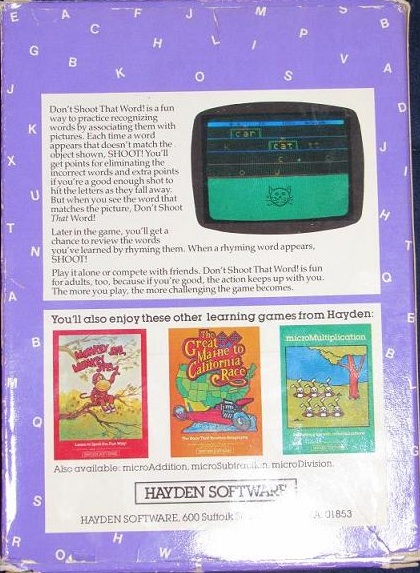 Don't Shoot That Word! is a fun
way to practice recognizing
words by associating them with
pictures. Each time a word
appears that doesn't match the
object shown, SHOOT! You'll
get points for eliminating the
incorrect words and extra points
if you're a good enough shot to
hit the letters as they fall away.
But when you see the word that
matches the picture, Don't Shoot
That Word!
car
cat
Later in the game, you'll get a
chance to review the words
you've learned by rhyming them. When a rhyming word appears,
SHOOT!
Play it alone or compete with friends. Don't Shoot That Word! is fun
for adults, too, because if you're good, the action keeps up with you.
The more you play, the more challenging the game becomes.
You'll also enjoy these other learning games from Hayden:
The
Great
Maine to
California
Race
microMultiplication
Also available: microAddition, microSubtraction, microDivision.
HAYDEN SOFTWARE
HAYDEN SOFTWARE, 600 Suffolk 01853